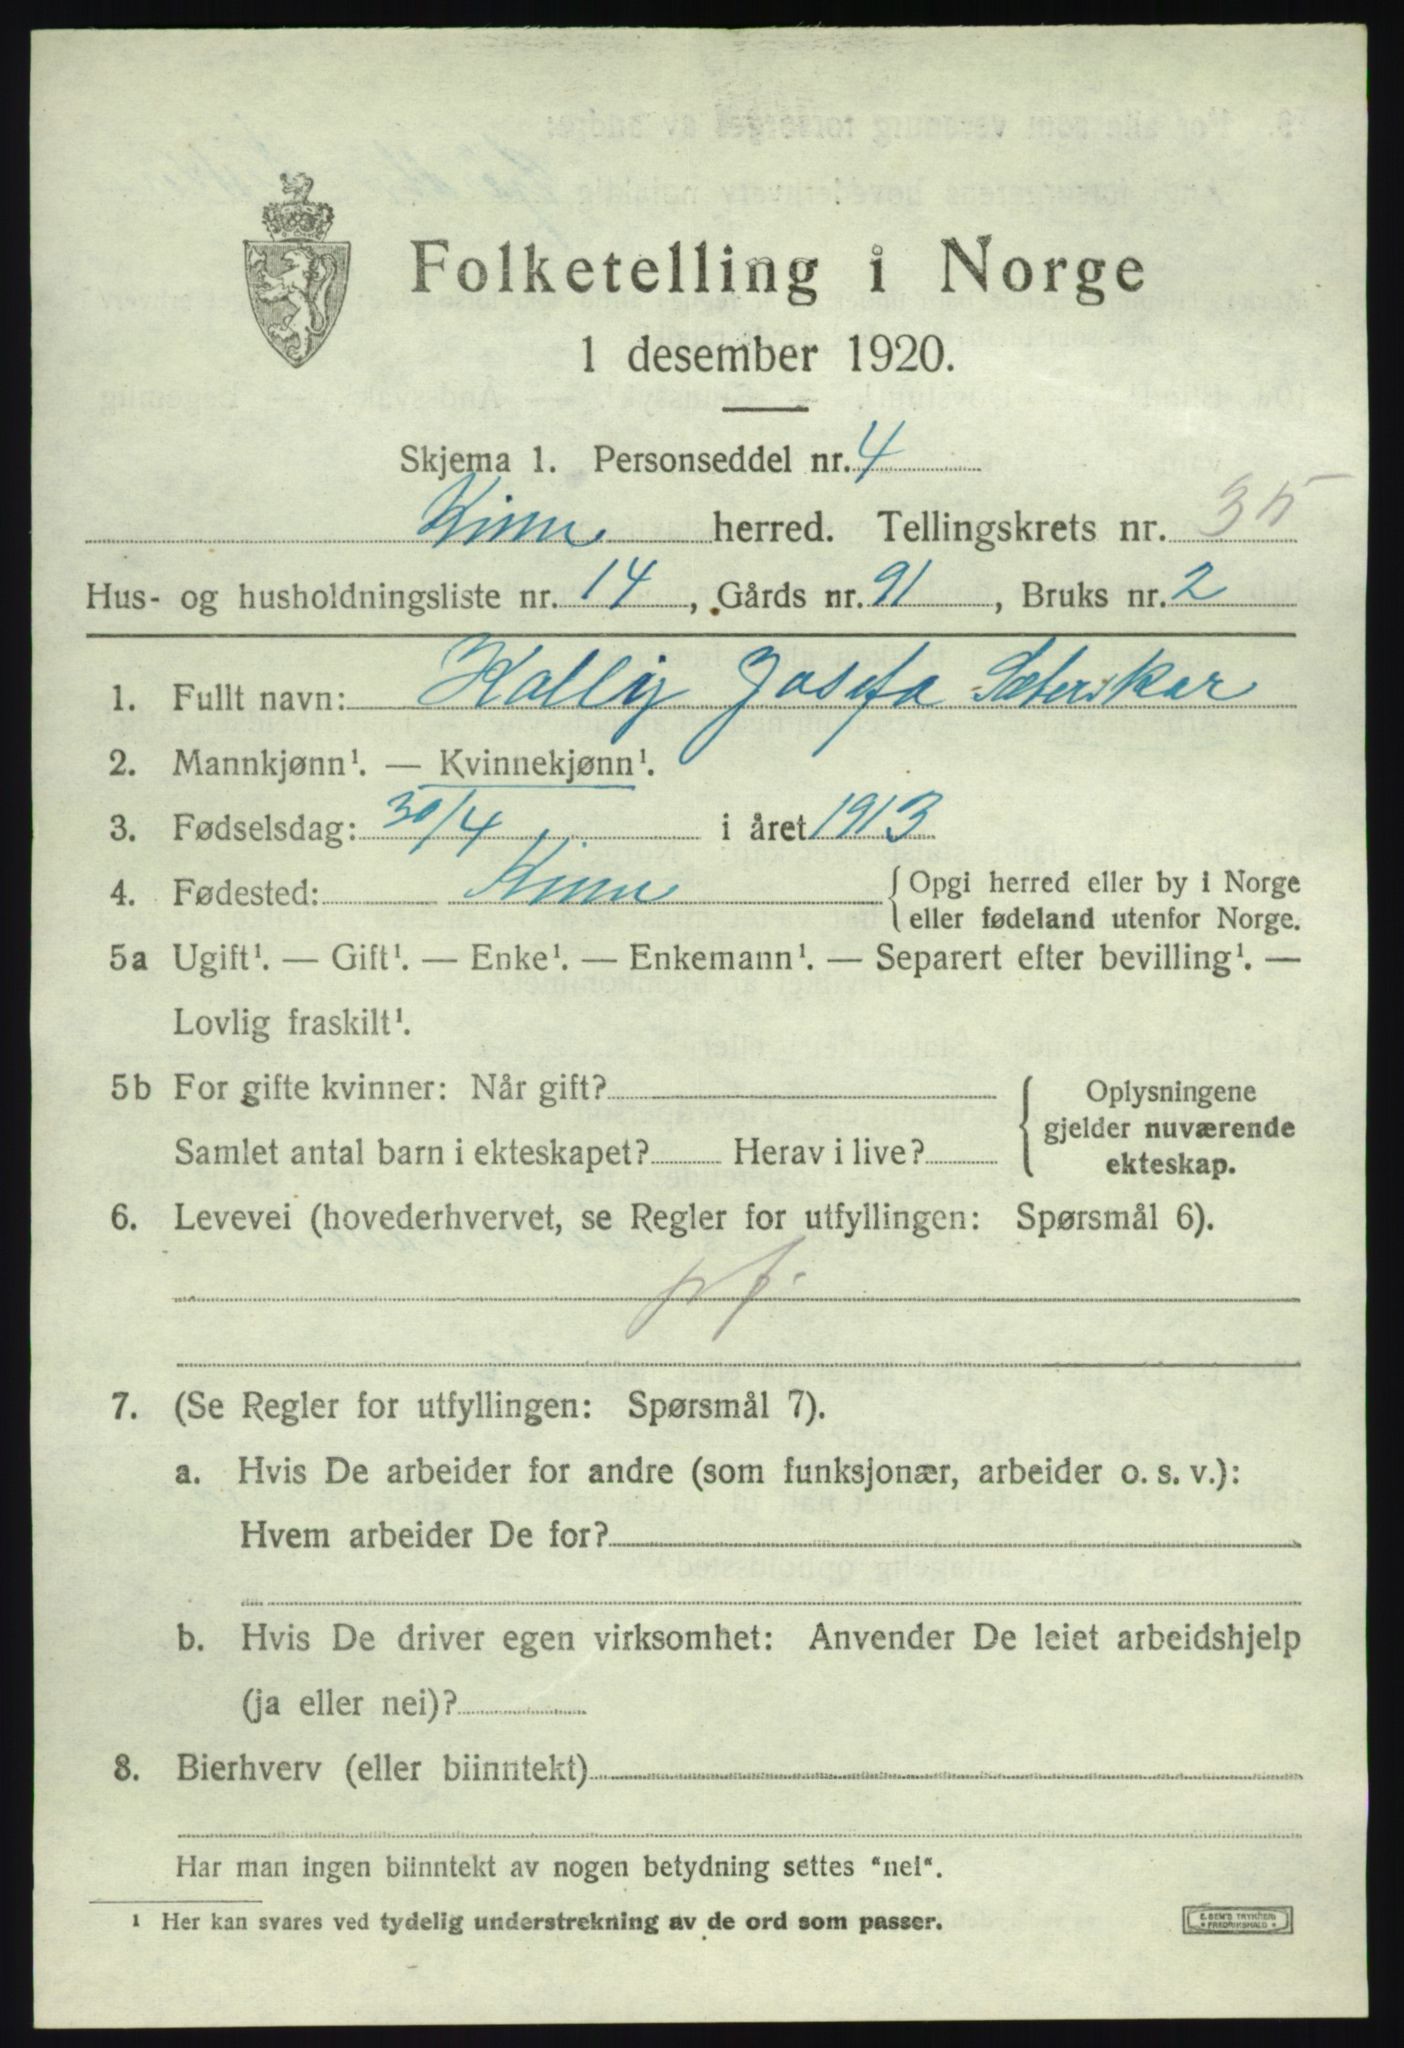 Folketelling i Norge
1 desember 1920.
Skjema 1. Personseddel nr. 4
Kinn herred. Tellingskrets nr. 35
Hus- og husholdningsliste nr. 14, Gårds nr. 91, Bruks nr. 2
1. Fullt navn: Josefa Sæterskar
2. Mannkjønn¹. — Kvinnekjønn¹.
3. Fødselsdag: 30/4 i året 1913
4. Fødested: Kinn {Opgi herred eller by i Norge
eller fødeland utenfor Norge.
5a Ugift¹. — Gift¹. — Enke¹. — Enkemann¹. — Separert efter bevilling¹. —
Lovlig fraskilt¹.
5b For gifte kvinner: Når gift?
Samlet antal barn i ekteskapet? Herav i live?
{Oplysningene
gjelder nuværende
ekteskap.
6. Levevei (hovederhvervet, se Regler for utfyllingen: Spørsmål 6).
7. (Se Regler for utfyllingen: Spørsmål 7).
a. Hvis De arbeider for andre (som funksjonær, arbeider o. s. v.):
Hvem arbeider De for?
b. Hvis De driver egen virksomhet: Anvender De leiet arbeidshjelp
(ja eller nei)?
8. Bierhverv (eller biinntekt)
Har man ingen biinntekt av nogen betydning settes "nei".
¹ Her kan svares ved tydelig understrekning av de ord som passer.
E. SEM'S TRYKKERI
* FREDRIKSHALD *